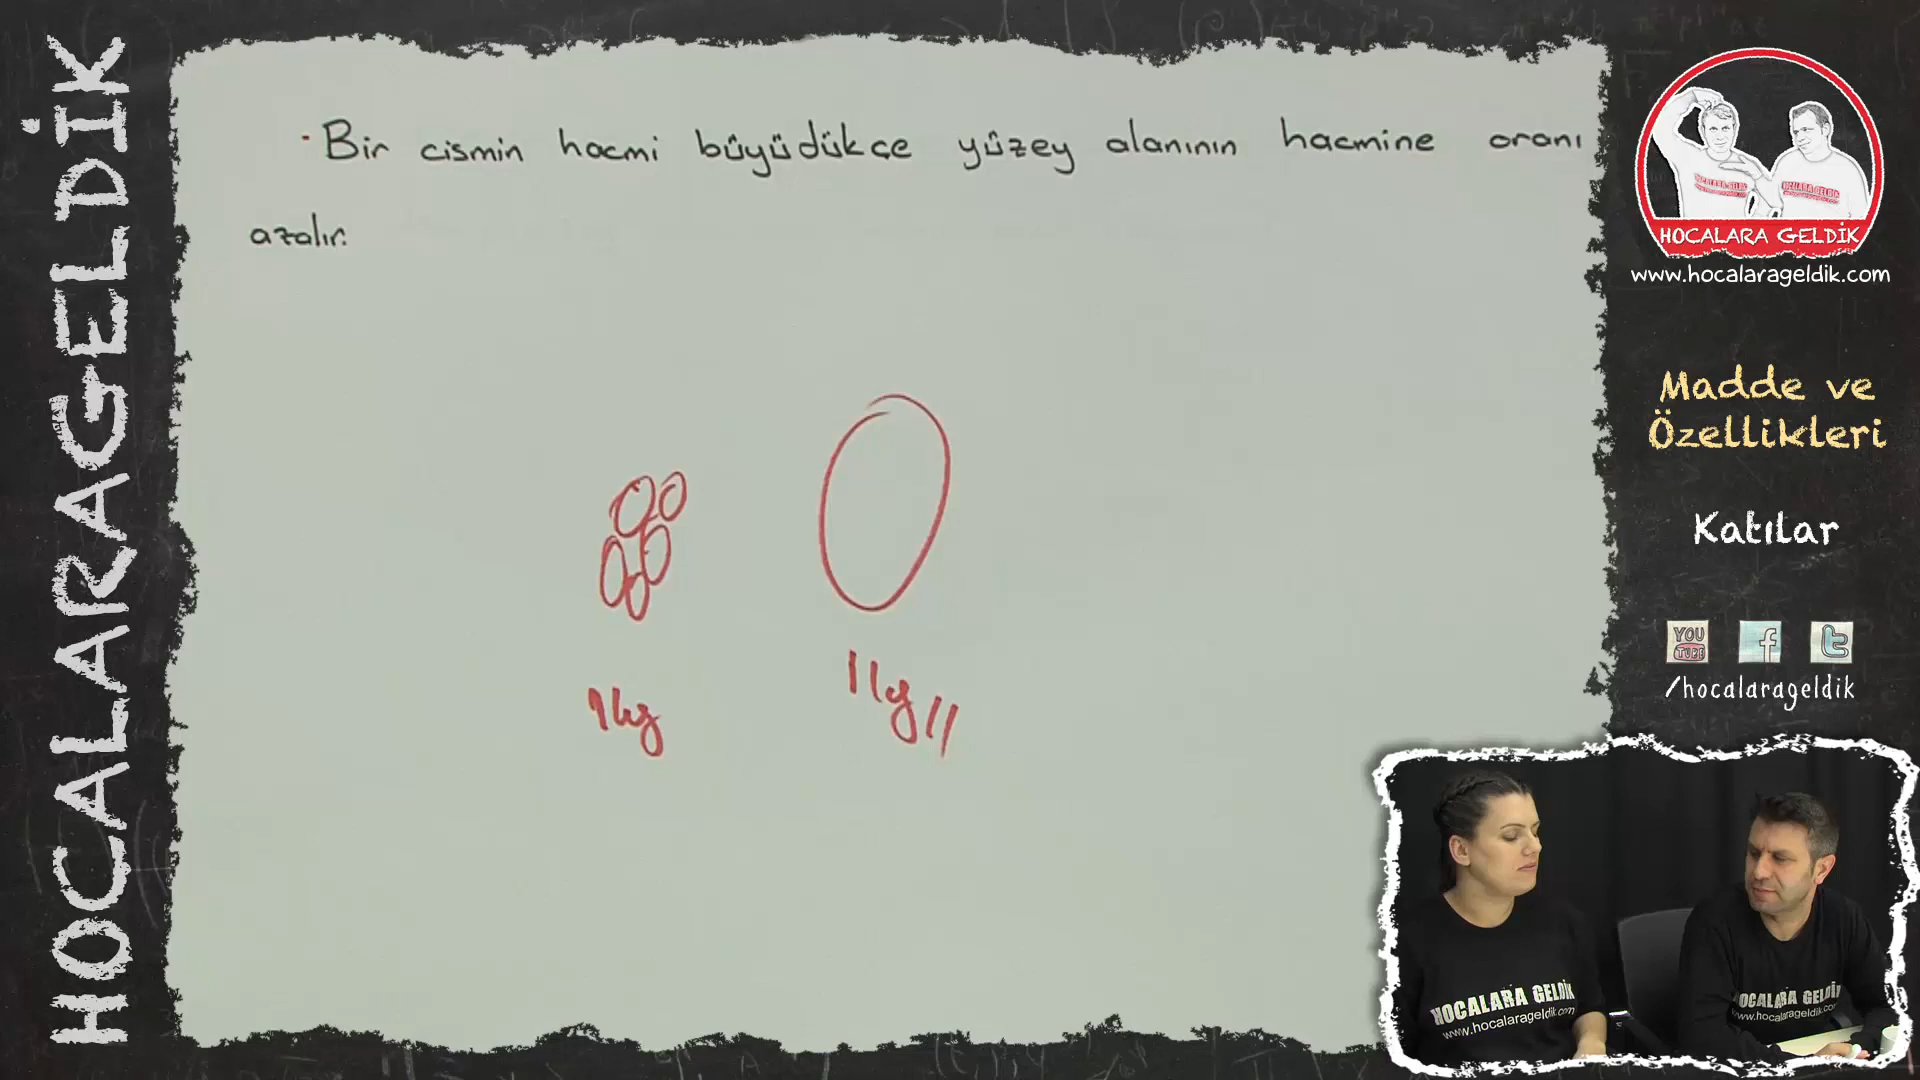 HOCALARAGELDİK
· Bir cismin hacmi büyüdükçe yüzey alanının hacmine oranı
azalır.
1kg
1kg
HOCALARA GELDİK
www.hocalarageldik.com
Madde ve
Özellikleri
Katılar
YOU
TUBE
f
t
/hocalarageldik
HOCALARA GELDİK
www.hocalarageldik.com
HOCALARA GELDİK
www.hocalarageldik.com